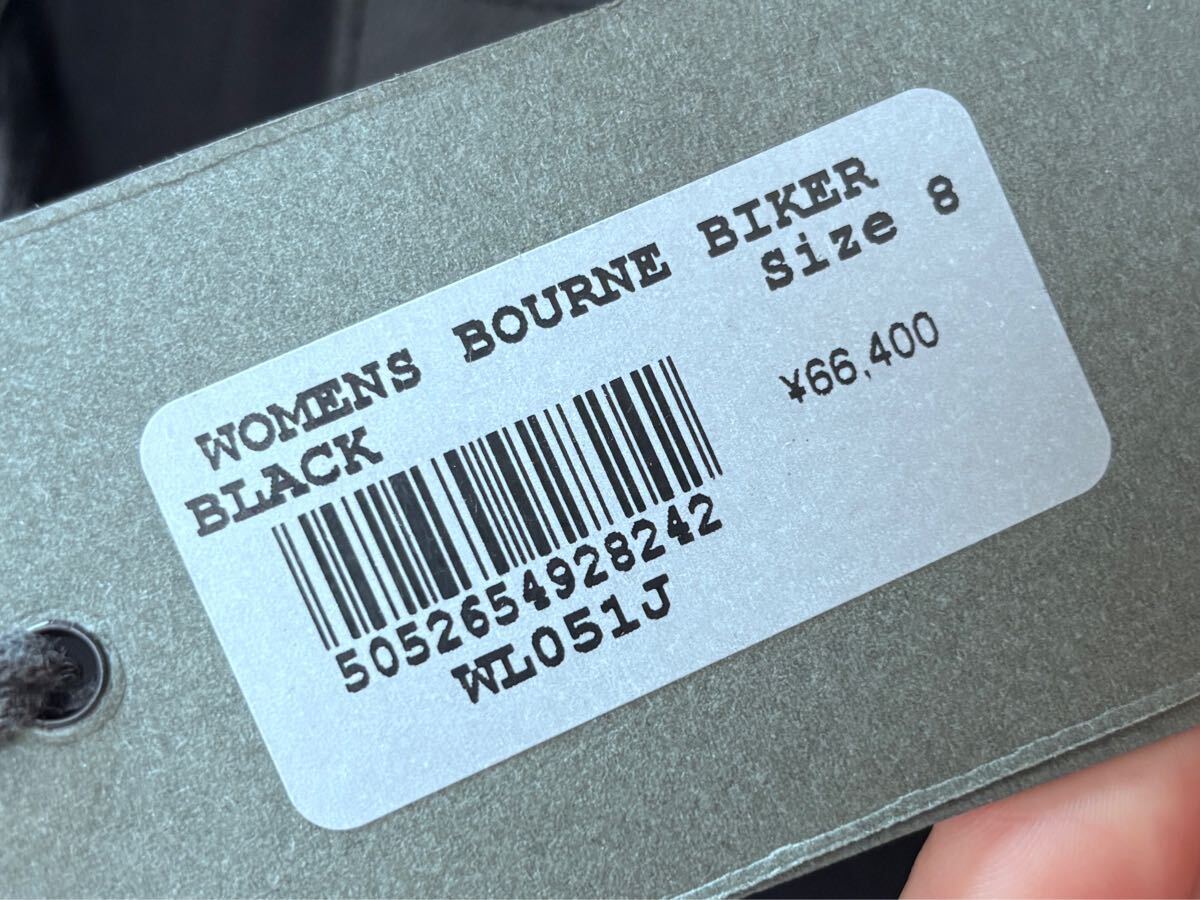 WOMENS BOURNE BIKER
BLACK
Size 8
¥66,400
5052654928242
WL051J